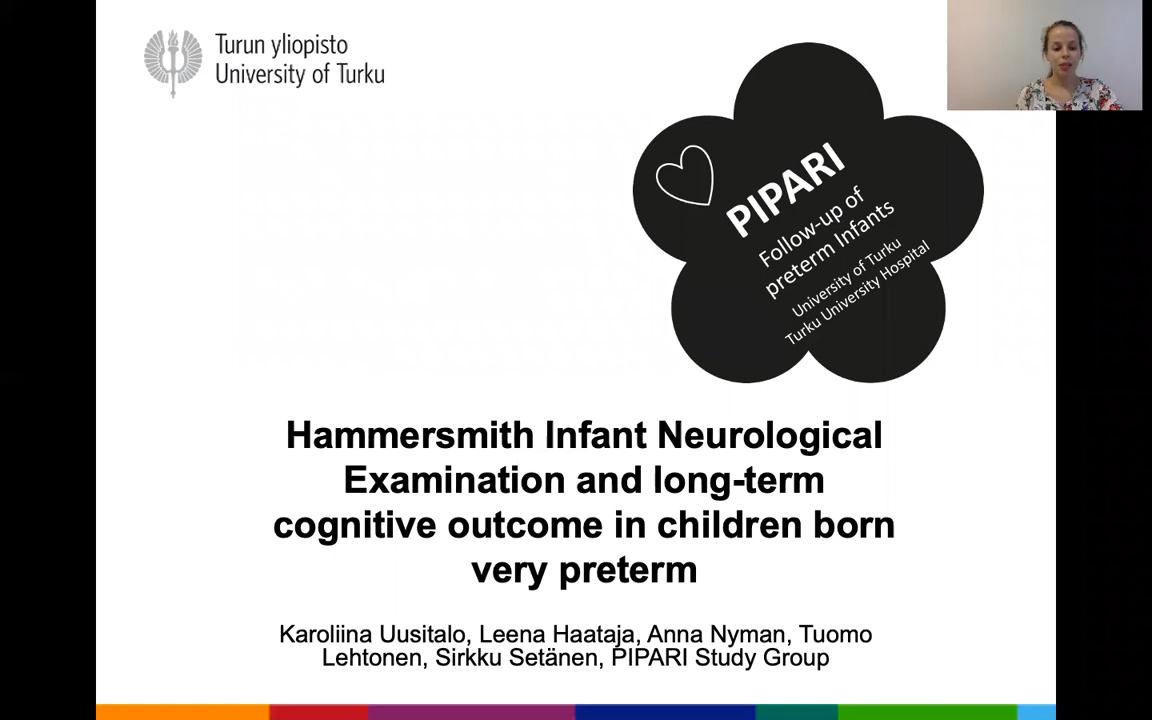 Turun yliopisto
University of Turku
PIPARI
Follow-up of
preterm Infants
University of Turku
Turku University Hospital
Hammersmith Infant Neurological
Examination and long-term
cognitive outcome in children born
very preterm
Karoliina Uusitalo, Leena Haataja, Anna Nyman, Tuomo
Lehtonen, Sirkku Setänen, PIPARI Study Group